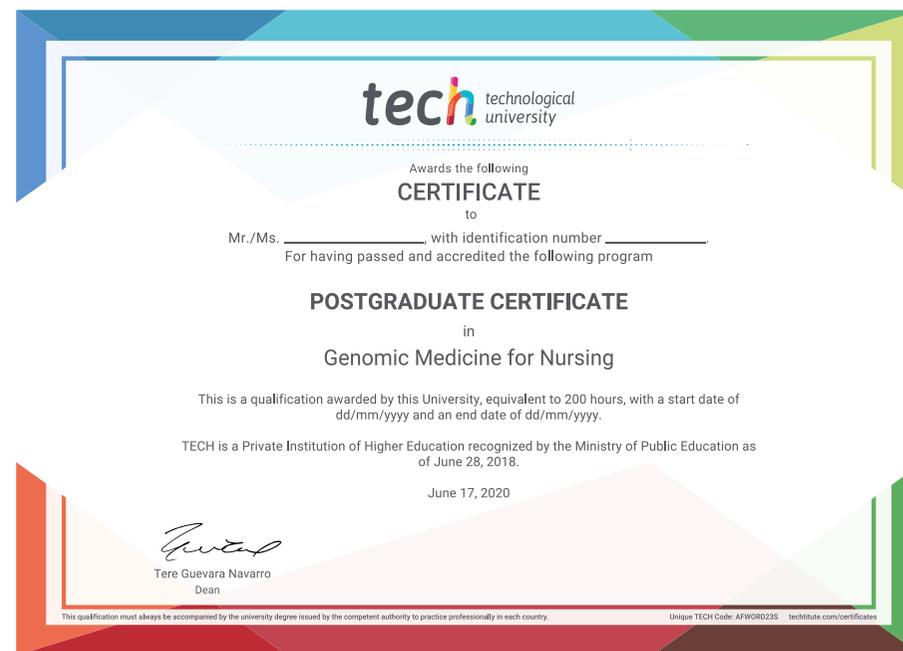 tech technological
university
Awards the following
CERTIFICATE
to
Mr./Ms. ____________, with identification number ____________.
For having passed and accredited the following program
POSTGRADUATE CERTIFICATE
in
Genomic Medicine for Nursing
This is a qualification awarded by this University, equivalent to 200 hours, with a start date of
dd/mm/yyyy and an end date of dd/mm/yyyy.
TECH is a Private Institution of Higher Education recognized by the Ministry of Public Education as
of June 28, 2018.
June 17, 2020
Tere Guevara Navarro
Dean
This qualification must always be accompanied by the university degree issued by the competent authority to practice professionally in each country.
Unique TECH Code: AFWORD23S techtitute.com/certificates